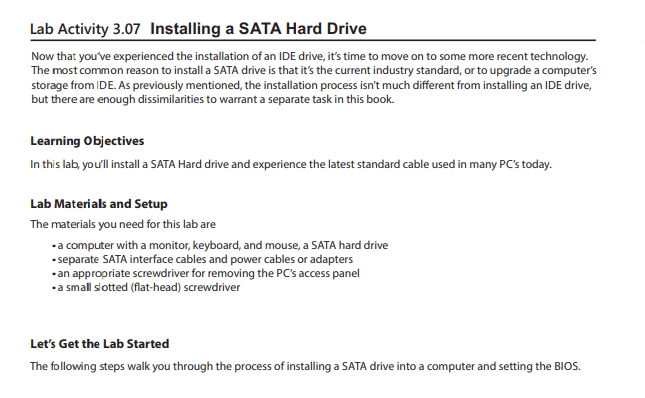 Lab Activity 3.07 Installing a SATA Hard Drive
Now that you've experienced the installation of an IDE drive, it's time to move on to some more recent technology.
The most common reason to install a SATA drive is that it's the current industry standard, or to upgrade a computer's
storage from IDE. As previously mentioned, the installation process isn't much different from installing an IDE drive,
but there are enough dissimilarities to warrant a separate task in this book.
Learning Objectives
In this lab, you'll install a SATA Hard drive and experience the latest standard cable used in many PC's today.
Lab Materials and Setup
The materials you need for this lab are
• a computer with a monitor, keyboard, and mouse, a SATA hard drive
• separate SATA interface cables and power cables or adapters
• an appropriate screwdriver for removing the PC's access panel
• a small slotted (flat-head) screwdriver
Let's Get the Lab Started
The following steps walk you through the process of installing a SATA drive into a computer and setting the BIOS.